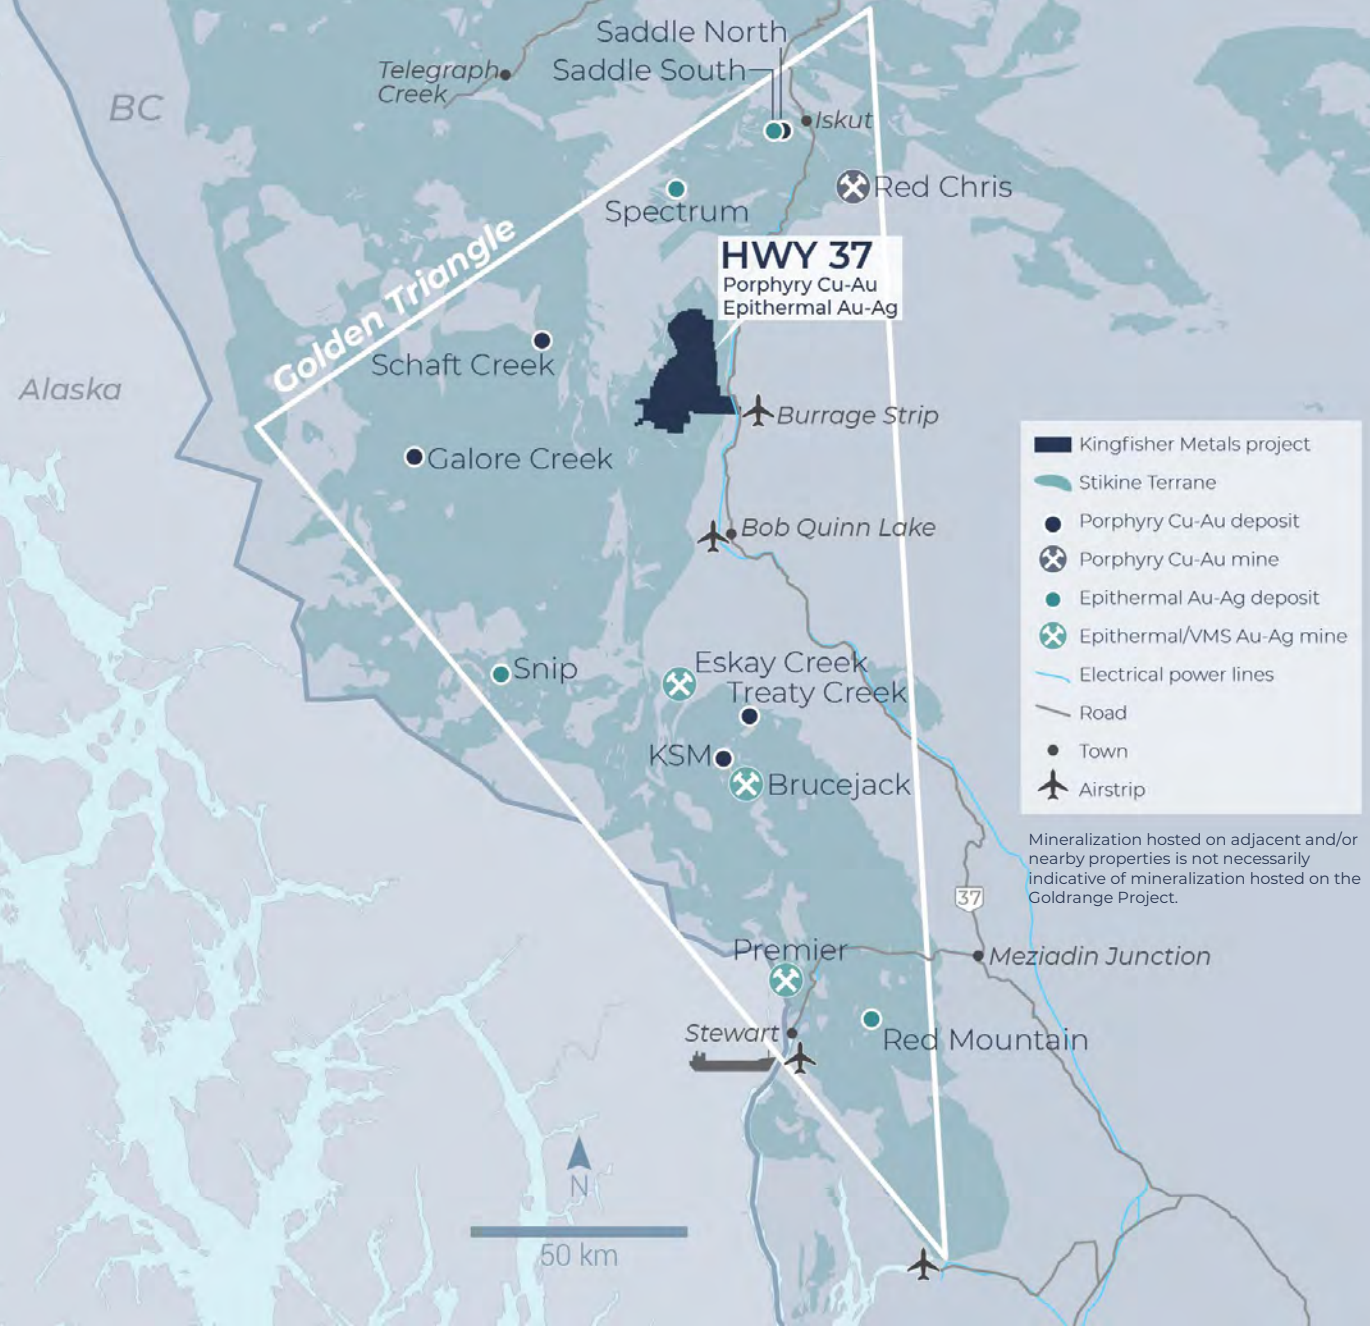 Saddle North
Saddle South
Telegraph
Creek
BC
Iskut
Red Chris
Spectrum
HWY 37
Porphyry Cu-Au
Epithermal Au-Ag
Golden Triangle
Schaft Creek
Alaska
Burrage Strip
Galore Creek
Bob Quinn Lake
Kingfisher Metals project
Stikine Terrane
Porphyry Cu-Au deposit
Porphyry Cu-Au mine
Epithermal Au-Ag deposit
Epithermal/VMS Au-Ag mine
Electrical power lines
Road
Town
Airstrip
Snip
Eskay Creek
Treaty Creek
KSM
Brucejack
Mineralization hosted on adjacent and/or
nearby properties is not necessarily
indicative of mineralization hosted on the
Goldrange Project.
37
Premier
Meziadin Junction
Stewart
Red Mountain
N
50 km